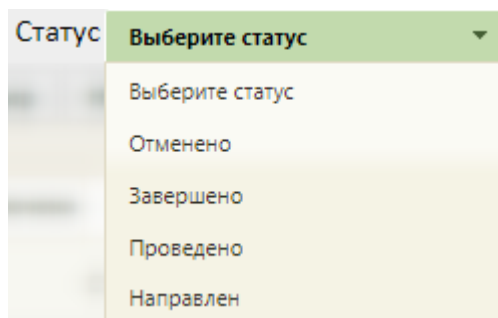 Статус Выберите статус
Выберите статус
Отменено
Завершено
Проведено
Направлен